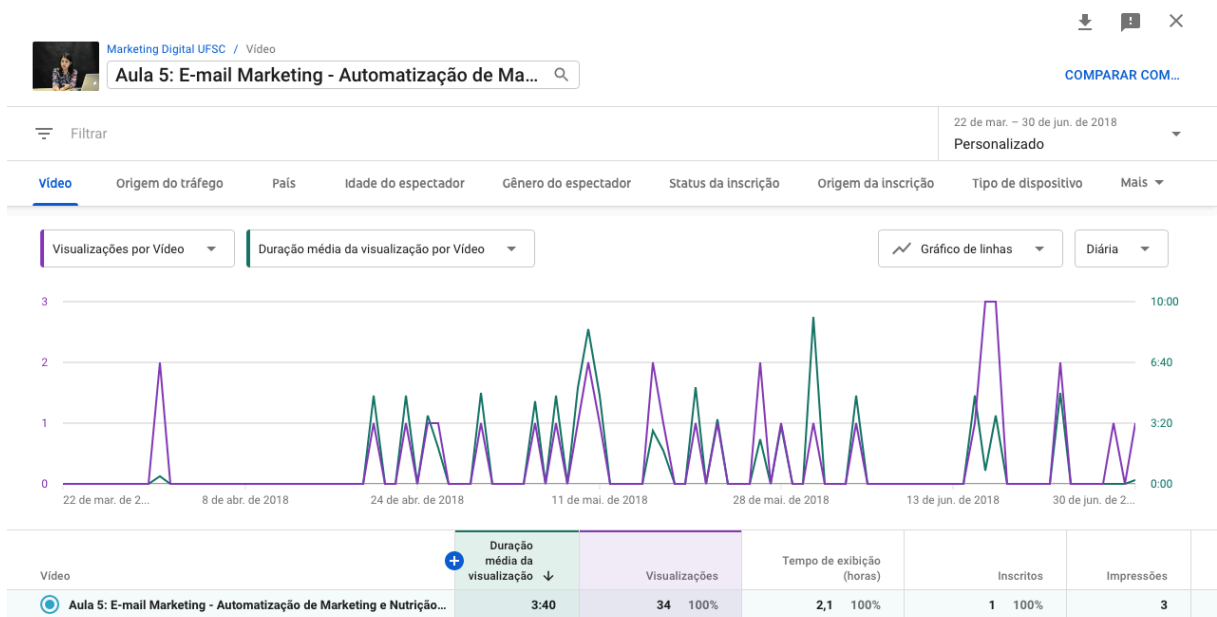 Marketing Digital UFSC / Vídeo
Aula 5: E-mail Marketing - Automatização de Ma...
COMPARAR COM...
Filtrar
22 de mar. – 30 de jun. de 2018
Personalizado
Vídeo Origem do tráfego País Idade do espectador Gênero do espectador Status da inscrição Origem da inscrição Tipo de dispositivo Mais
Visualizações por Vídeo Duração média da visualização por Vídeo Gráfico de linhas Diária
3 10:00
2 6:40
1 3:20
0 0:00
22 de mar. de 2... 8 de abr. de 2018 24 de abr. de 2018 11 de mai. de 2018 28 de mai. de 2018 13 de jun. de 2018 30 de jun. de 2...
Vídeo
Duração
média da
visualização
Visualizações
Tempo de exibição
(horas)
Inscritos
Impressões
Aula 5: E-mail Marketing - Automatização de Marketing e Nutrição... 3:40 34 100% 2,1 100% 1 100% 3